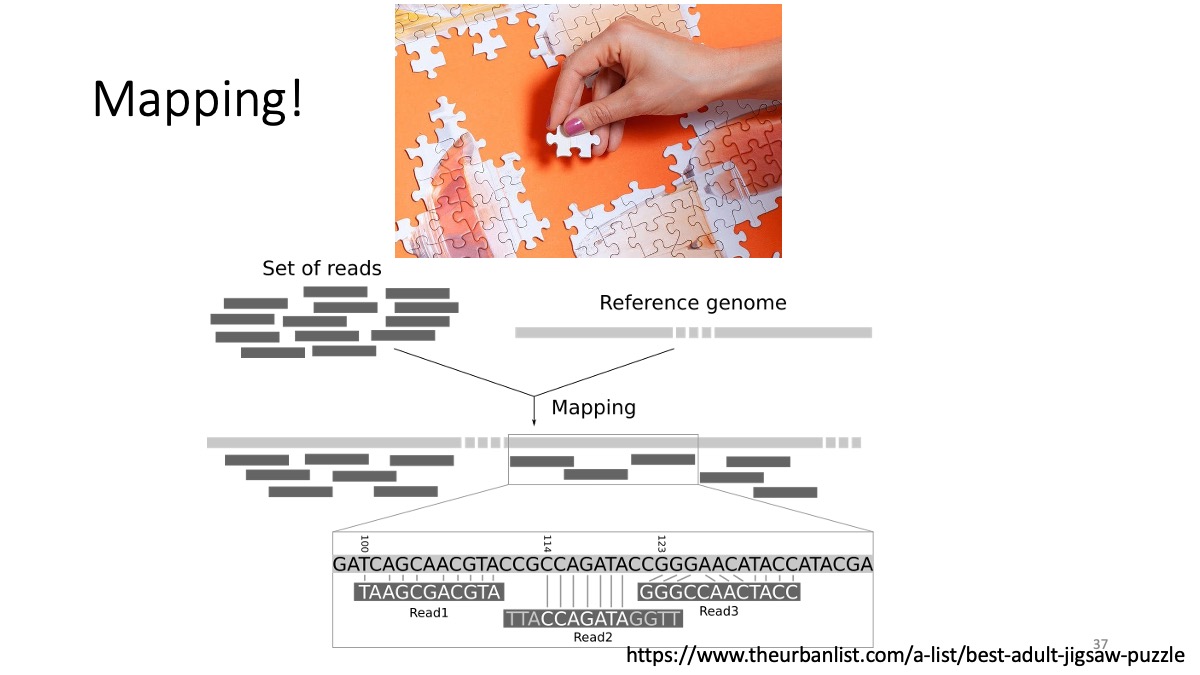 Mapping!
Set of reads
Reference genome
Mapping
100
114
123
GATCAGCAACGTACCGCCAGATACCGGGAACATACCATACGA
TAAGCGACGTA
GGGCCAACTACC
Read1
Read3
TTACCAGATAGGTT
Read2
37
https://www.theurbanlist.com/a-list/best-adult-jigsaw-puzzle